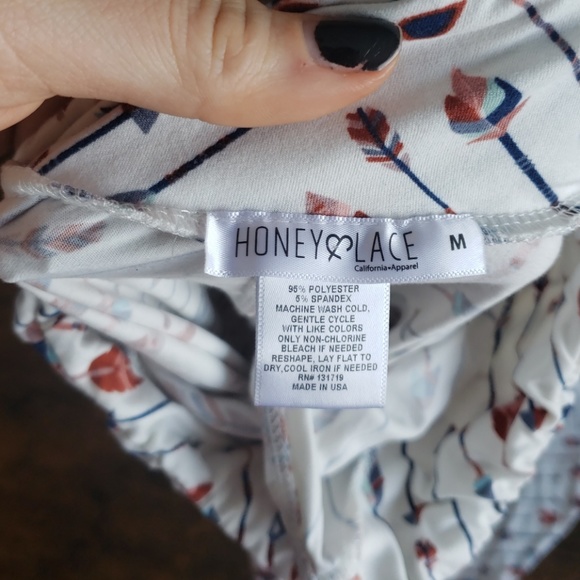 HONEY LACE M
California•Apparel
95% POLYESTER
5% SPANDEX
MACHINE WASH COLD,
GENTLE CYCLE
WITH LIKE COLORS
ONLY NON-CHLORINE
BLEACH IF NEEDED
RESHAPE, LAY FLAT TO
DRY,COOL IRON IF NEEDED
RN# 131719
MADE IN USA